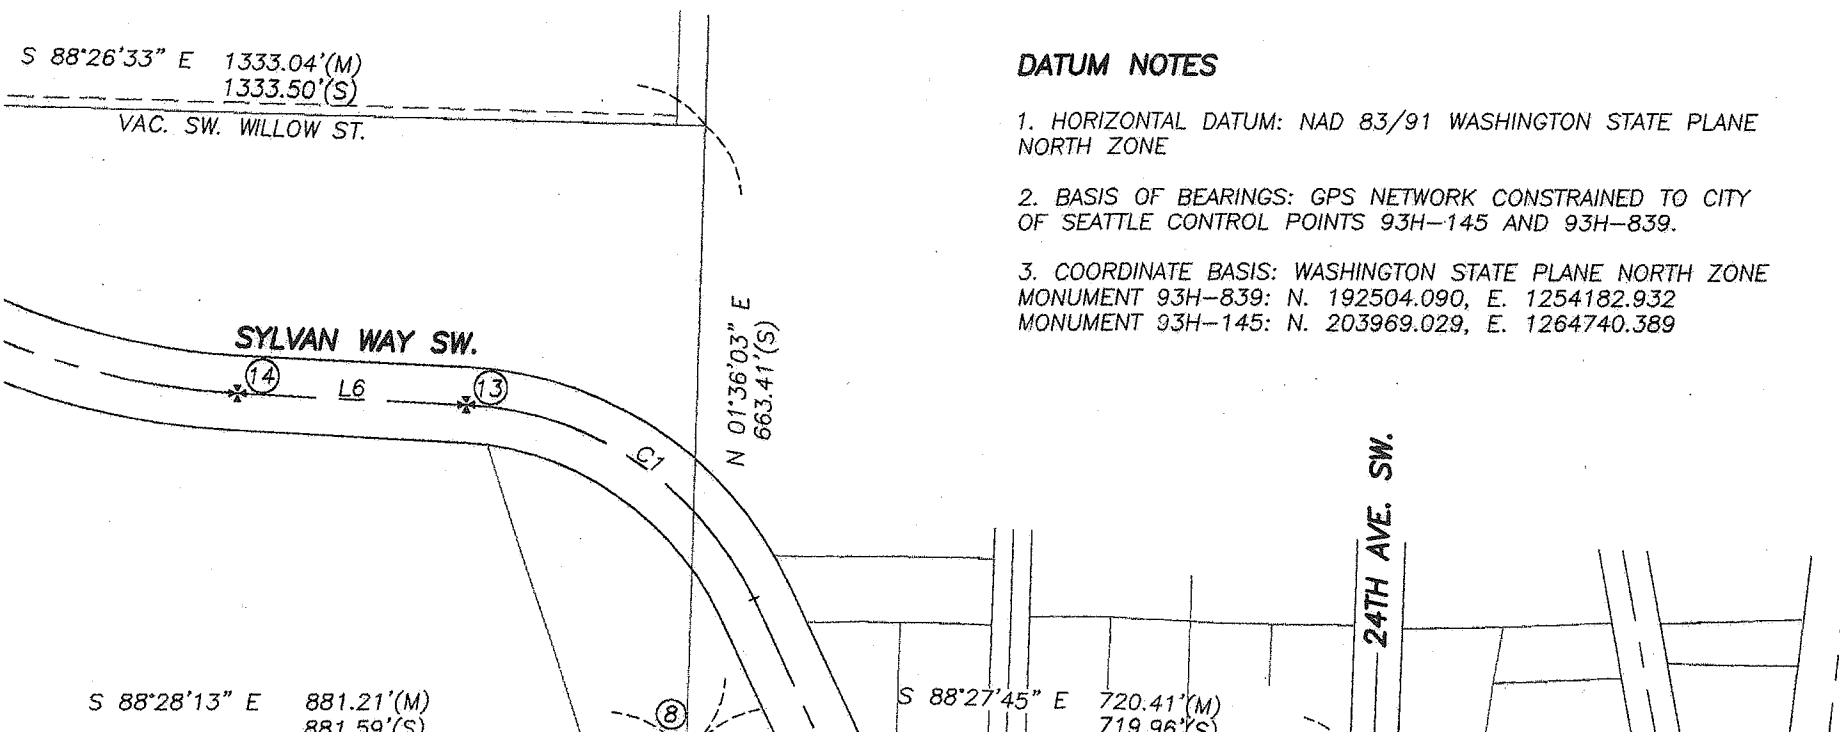 S 88°26'33" E 1333.04'(M)
1333.50'(S)
VAC. SW. WILLOW ST.
DATUM NOTES
1. HORIZONTAL DATUM: NAD 83/91 WASHINGTON STATE PLANE
NORTH ZONE
2. BASIS OF BEARINGS: GPS NETWORK CONSTRAINED TO CITY
OF SEATTLE CONTROL POINTS 93H-145 AND 93H-839.
3. COORDINATE BASIS: WASHINGTON STATE PLANE NORTH ZONE
MONUMENT 93H-839: N. 192504.090, E. 1254182.932
MONUMENT 93H-145: N. 203969.029, E. 1264740.389
SYLVAN WAY SW.
14
L6
13
C1
N 01°36'03" E
663.41'(S)
24TH AVE. SW.
S 88°28'13" E 881.21'(M)
881.59'(S)
8
S 88°27'45" E 720.41'(M)
719.96'(S)